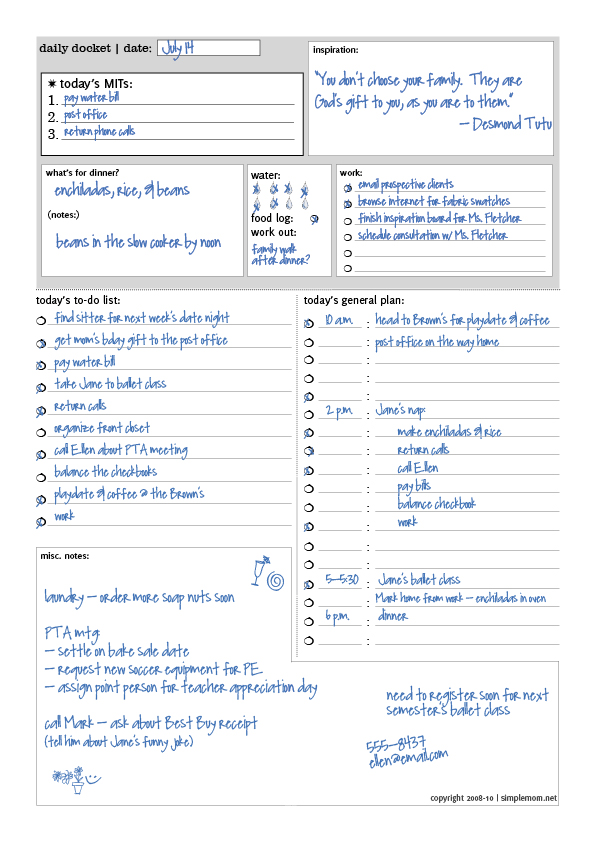 daily docket | date: July 14
✷ today's MITs:
1. pay water bill
2. post office
3. return phone calls
inspiration:
"You don't choose your family. They are
God's gift to you, as you are to them."
— Desmond Tutu
what's for dinner?
enchiladas, rice, & beans
(notes:)
beans in the slow cooker by noon
water:
food log:
work out:
family walk
after dinner?
work:
email prospective clients
browse internet for fabric swatches
finish inspiration board for Ms. Fletcher
schedule consultation w/ Ms. Fletcher
today's to-do list:
find sitter for next week's date night
get mom's bday gift to the post office
pay water bill
take Jane to ballet class
return calls
organize front closet
call Ellen about PTA meeting
balance the checkbooks
playdate & coffee @ the Brown's
work
today's general plan:
10 a.m. : head to Brown's for playdate & coffee
: post office on the way home
:
:
:
2 p.m. : Jane's nap:
: make enchiladas & rice
: return calls
: call Ellen
: pay bills
: balance checkbook
: work
:
:
5-5:30 : Jane's ballet class
: Mark home from work – enchiladas in oven
6 p.m. : dinner
:
misc. notes:
laundry – order more soap nuts soon
PTA mtg:
– settle on bake sale date
– request new soccer equipment for PE
– assign point person for teacher appreciation day
call Mark – ask about Best Buy receipt
(tell him about Jane's funny joke)
need to register soon for next
semester's ballet class
555-8437
ellen@email.com
copyright 2008-10 | simplemom.net